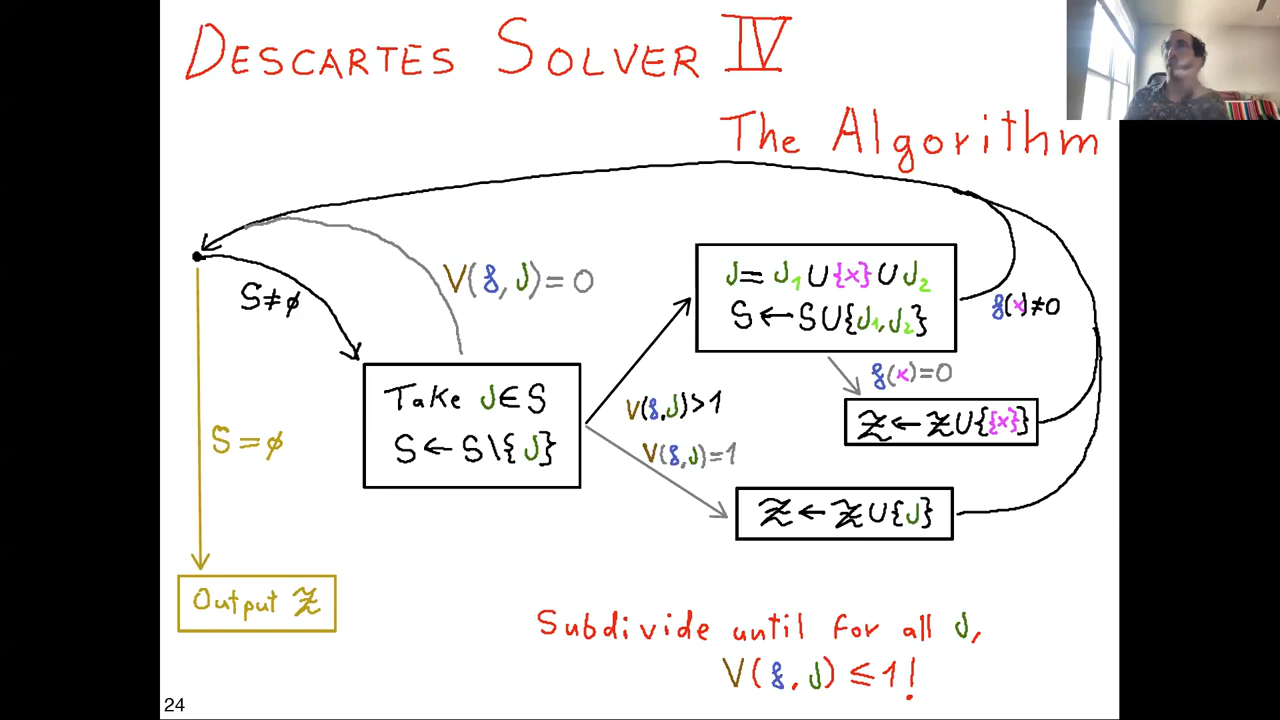 DESCARTES SOLVER IV
The Algorithm
S≠∅
V(f,J)=0
J=J₁∪{x}∪J₂
S←S∪{J₁,J₂}
f(x)≠0
f(x)=0
Take J∈S
S←S\{J}
V(f,J)>1
Z←Z∪{{x}}
S=∅
V(f,J)=1
Z←Z∪{J}
Output Z
Subdivide until for all J,
V(f,J)≤1!
24